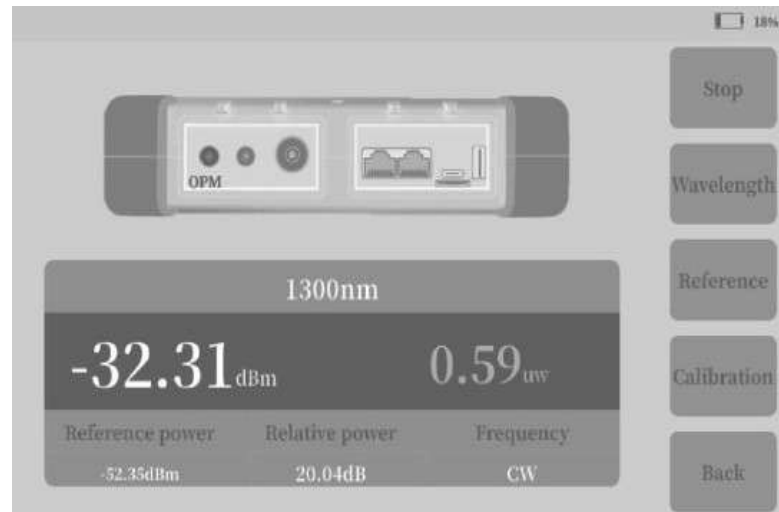 18%
Stop
OPM
Wavelength
1300nm
Reference
-32.31dBm 0.59uw
Calibration
Reference power Relative power Frequency
-52.35dBm 20.04dB CW
Back